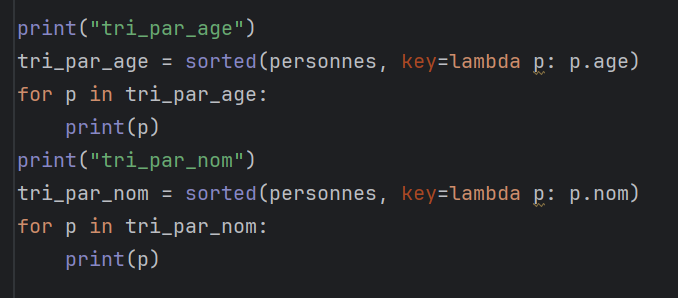 print("tri_par_age")
tri_par_age = sorted(personnes, key=lambda p: p.age)
for p in tri_par_age:
    print(p)
print("tri_par_nom")
tri_par_nom = sorted(personnes, key=lambda p: p.nom)
for p in tri_par_nom:
    print(p)